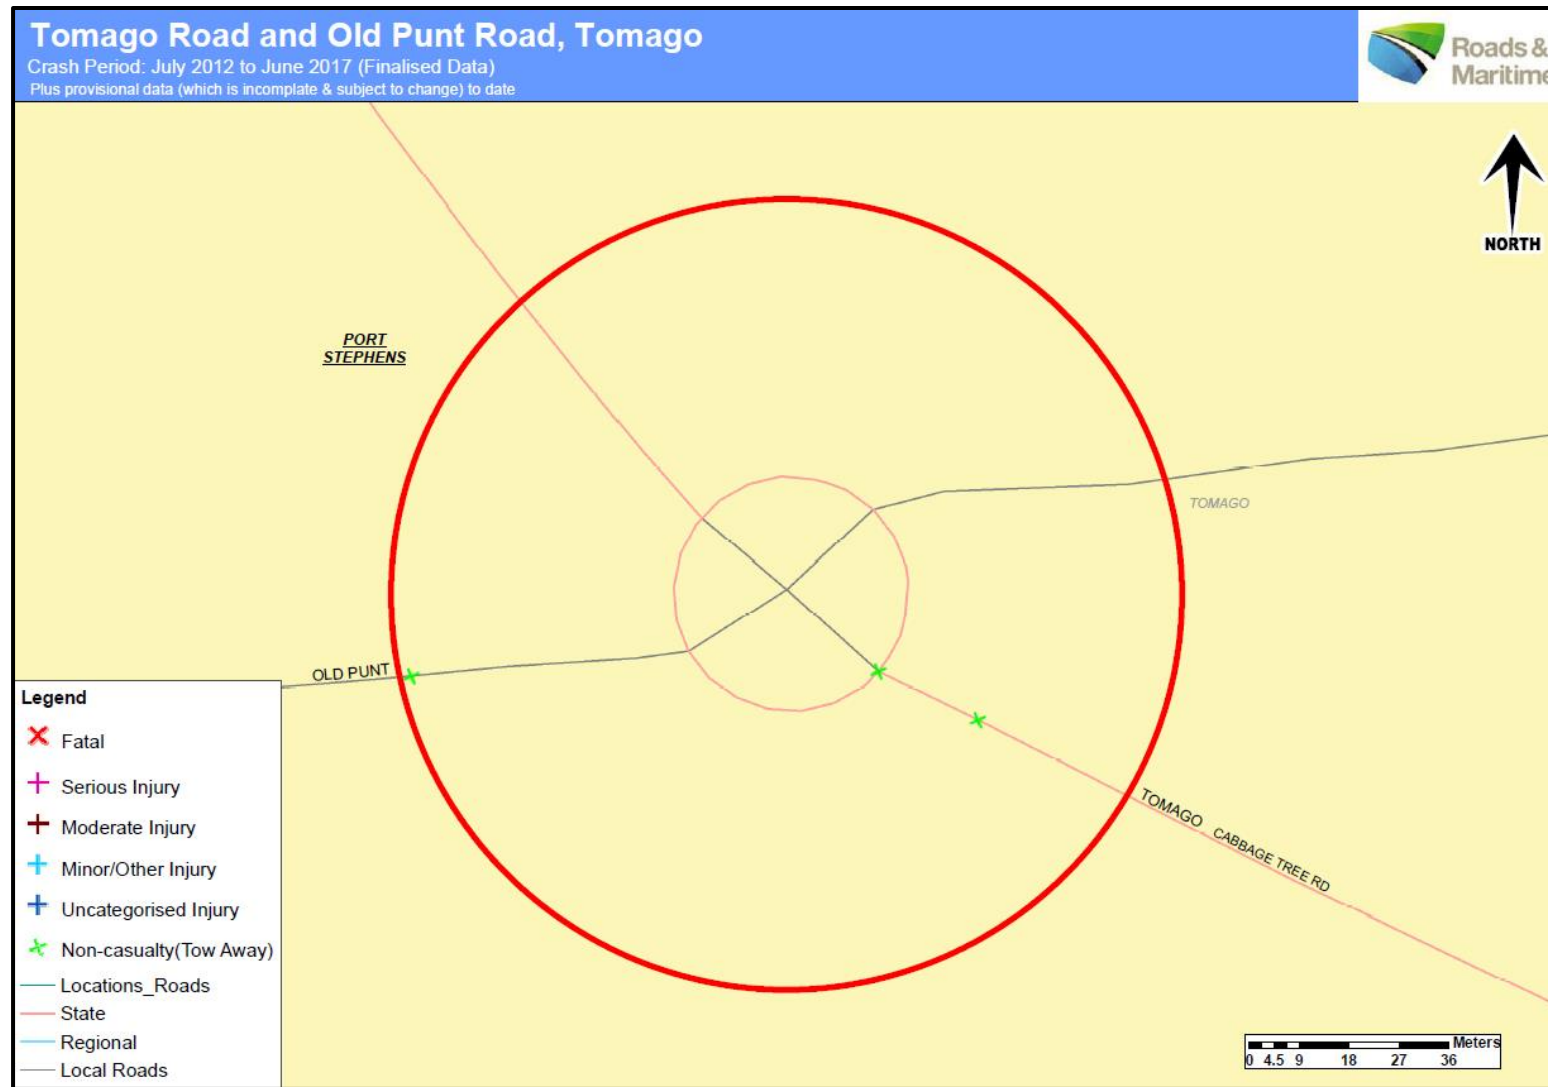 Tomago Road and Old Punt Road, Tomago
Crash Period: July 2012 to June 2017 (Finalised Data)
Plus provisional data (which is incomplate & subject to change) to date
Roads &
Maritime
NORTH
PORT
STEPHENS
TOMAGO
OLD PUNT
TOMAGO CABBAGE TREE RD
Legend
Fatal
Serious Injury
Moderate Injury
Minor/Other Injury
Uncategorised Injury
Non-casualty(Tow Away)
Locations_Roads
State
Regional
Local Roads
Meters
0 4.5 9 18 27 36